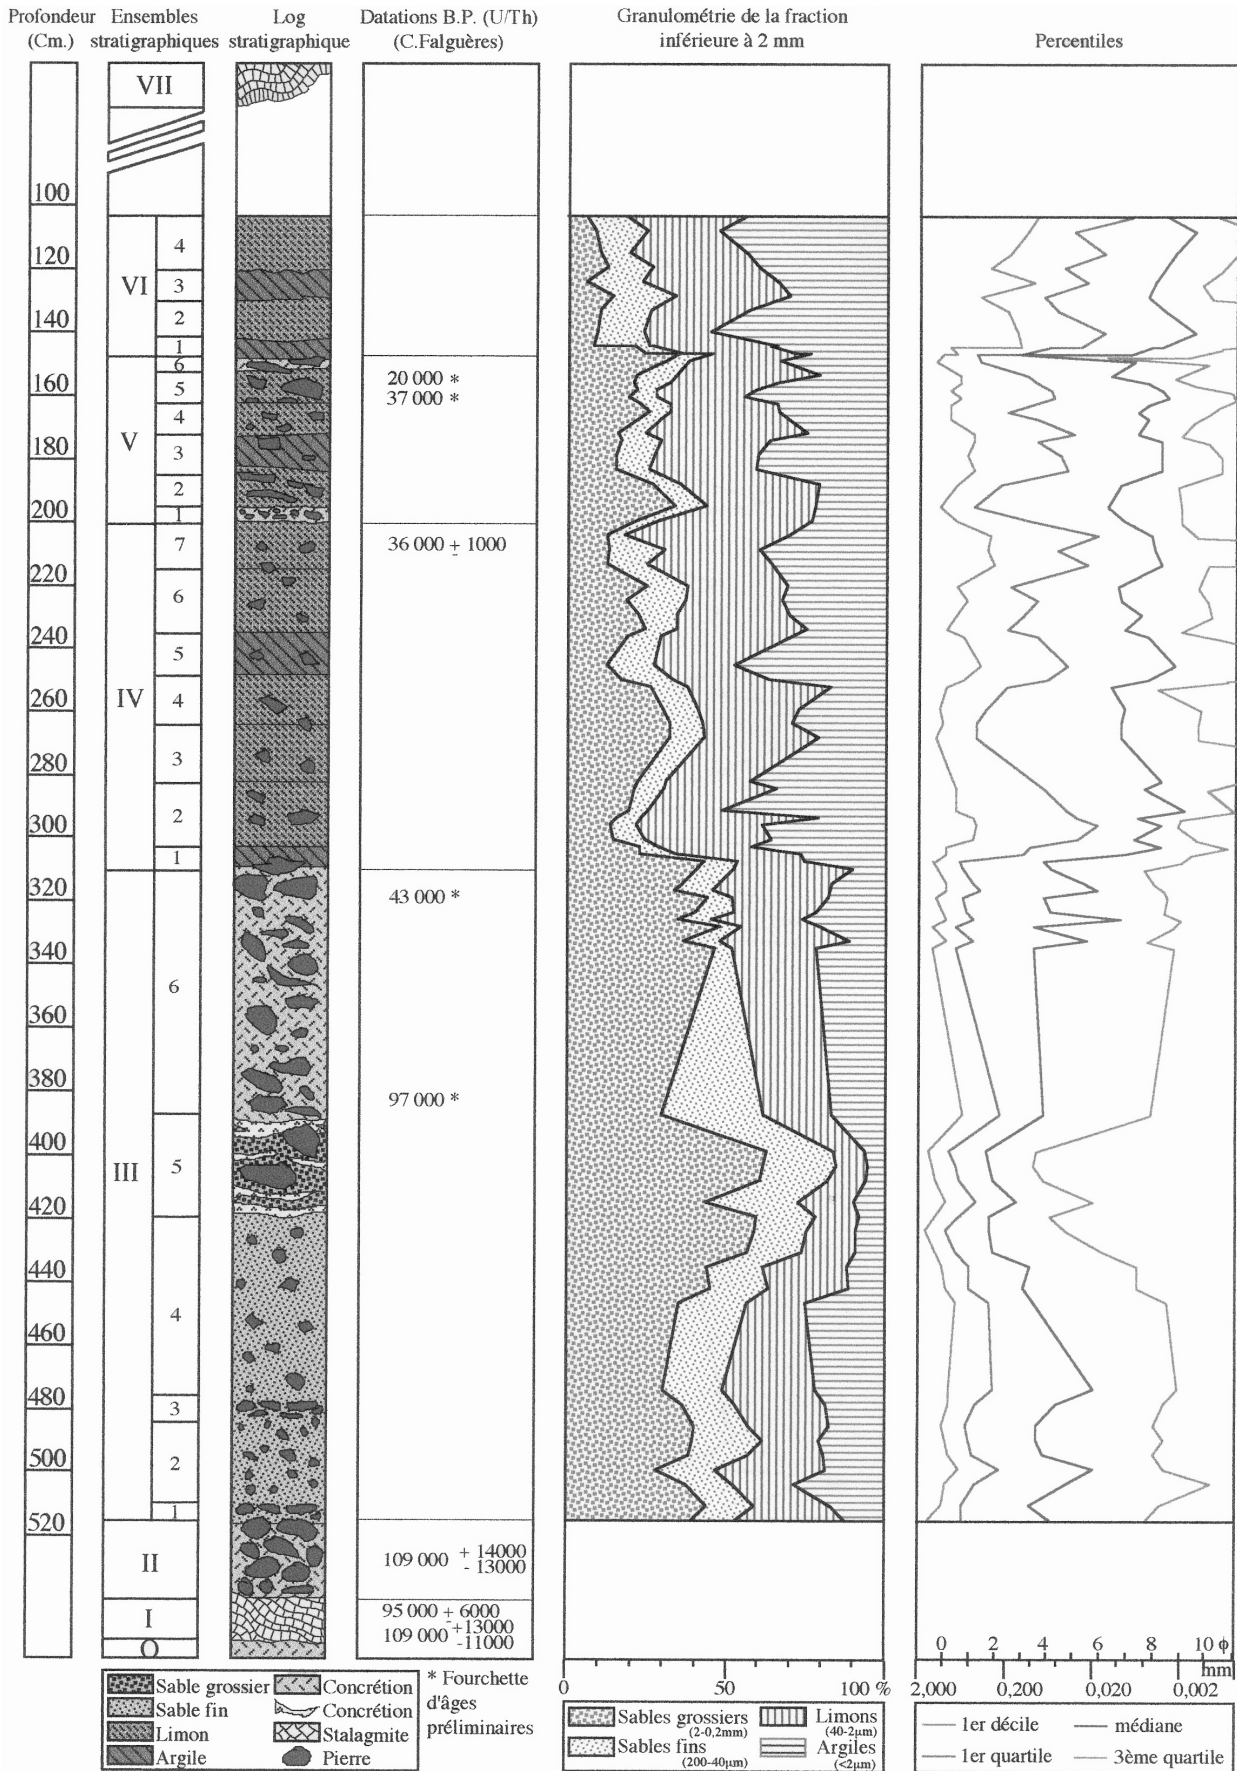 Profondeur
(Cm.)
Ensembles
stratigraphiques
Log
stratigraphique
Datations B.P. (U/Th)
(C.Falguères)
Granulométrie de la fraction
inférieure à 2 mm
Percentiles
100
120
140
160
180
200
220
240
260
280
300
320
340
360
380
400
420
440
460
480
500
520
VII
VI
4
3
2
1
V
6
5
4
3
2
1
IV
7
6
5
4
3
2
1
III
6
5
4
3
2
1
II
I
O
20 000 *
37 000 *
36 000 ± 1000
43 000 *
97 000 *
109 000 + 14000
- 13000
95 000 ± 6000
109 000 +13000
-11000
0 2 4 6 8 10 ϕ
mm
2,000 0,200 0,020 0,002
50 100 %
Sable grossier
Sable fin
Limon
Argile
Concrétion
Concrétion
Stalagmite
Pierre
* Fourchette
d'âges
préliminaires
Sables grossiers
(2-0,2mm)
Sables fins
(200-40µm)
Limons
(40-2µm)
Argiles
(<2µm)
1er décile
1er quartile
médiane
3ème quartile